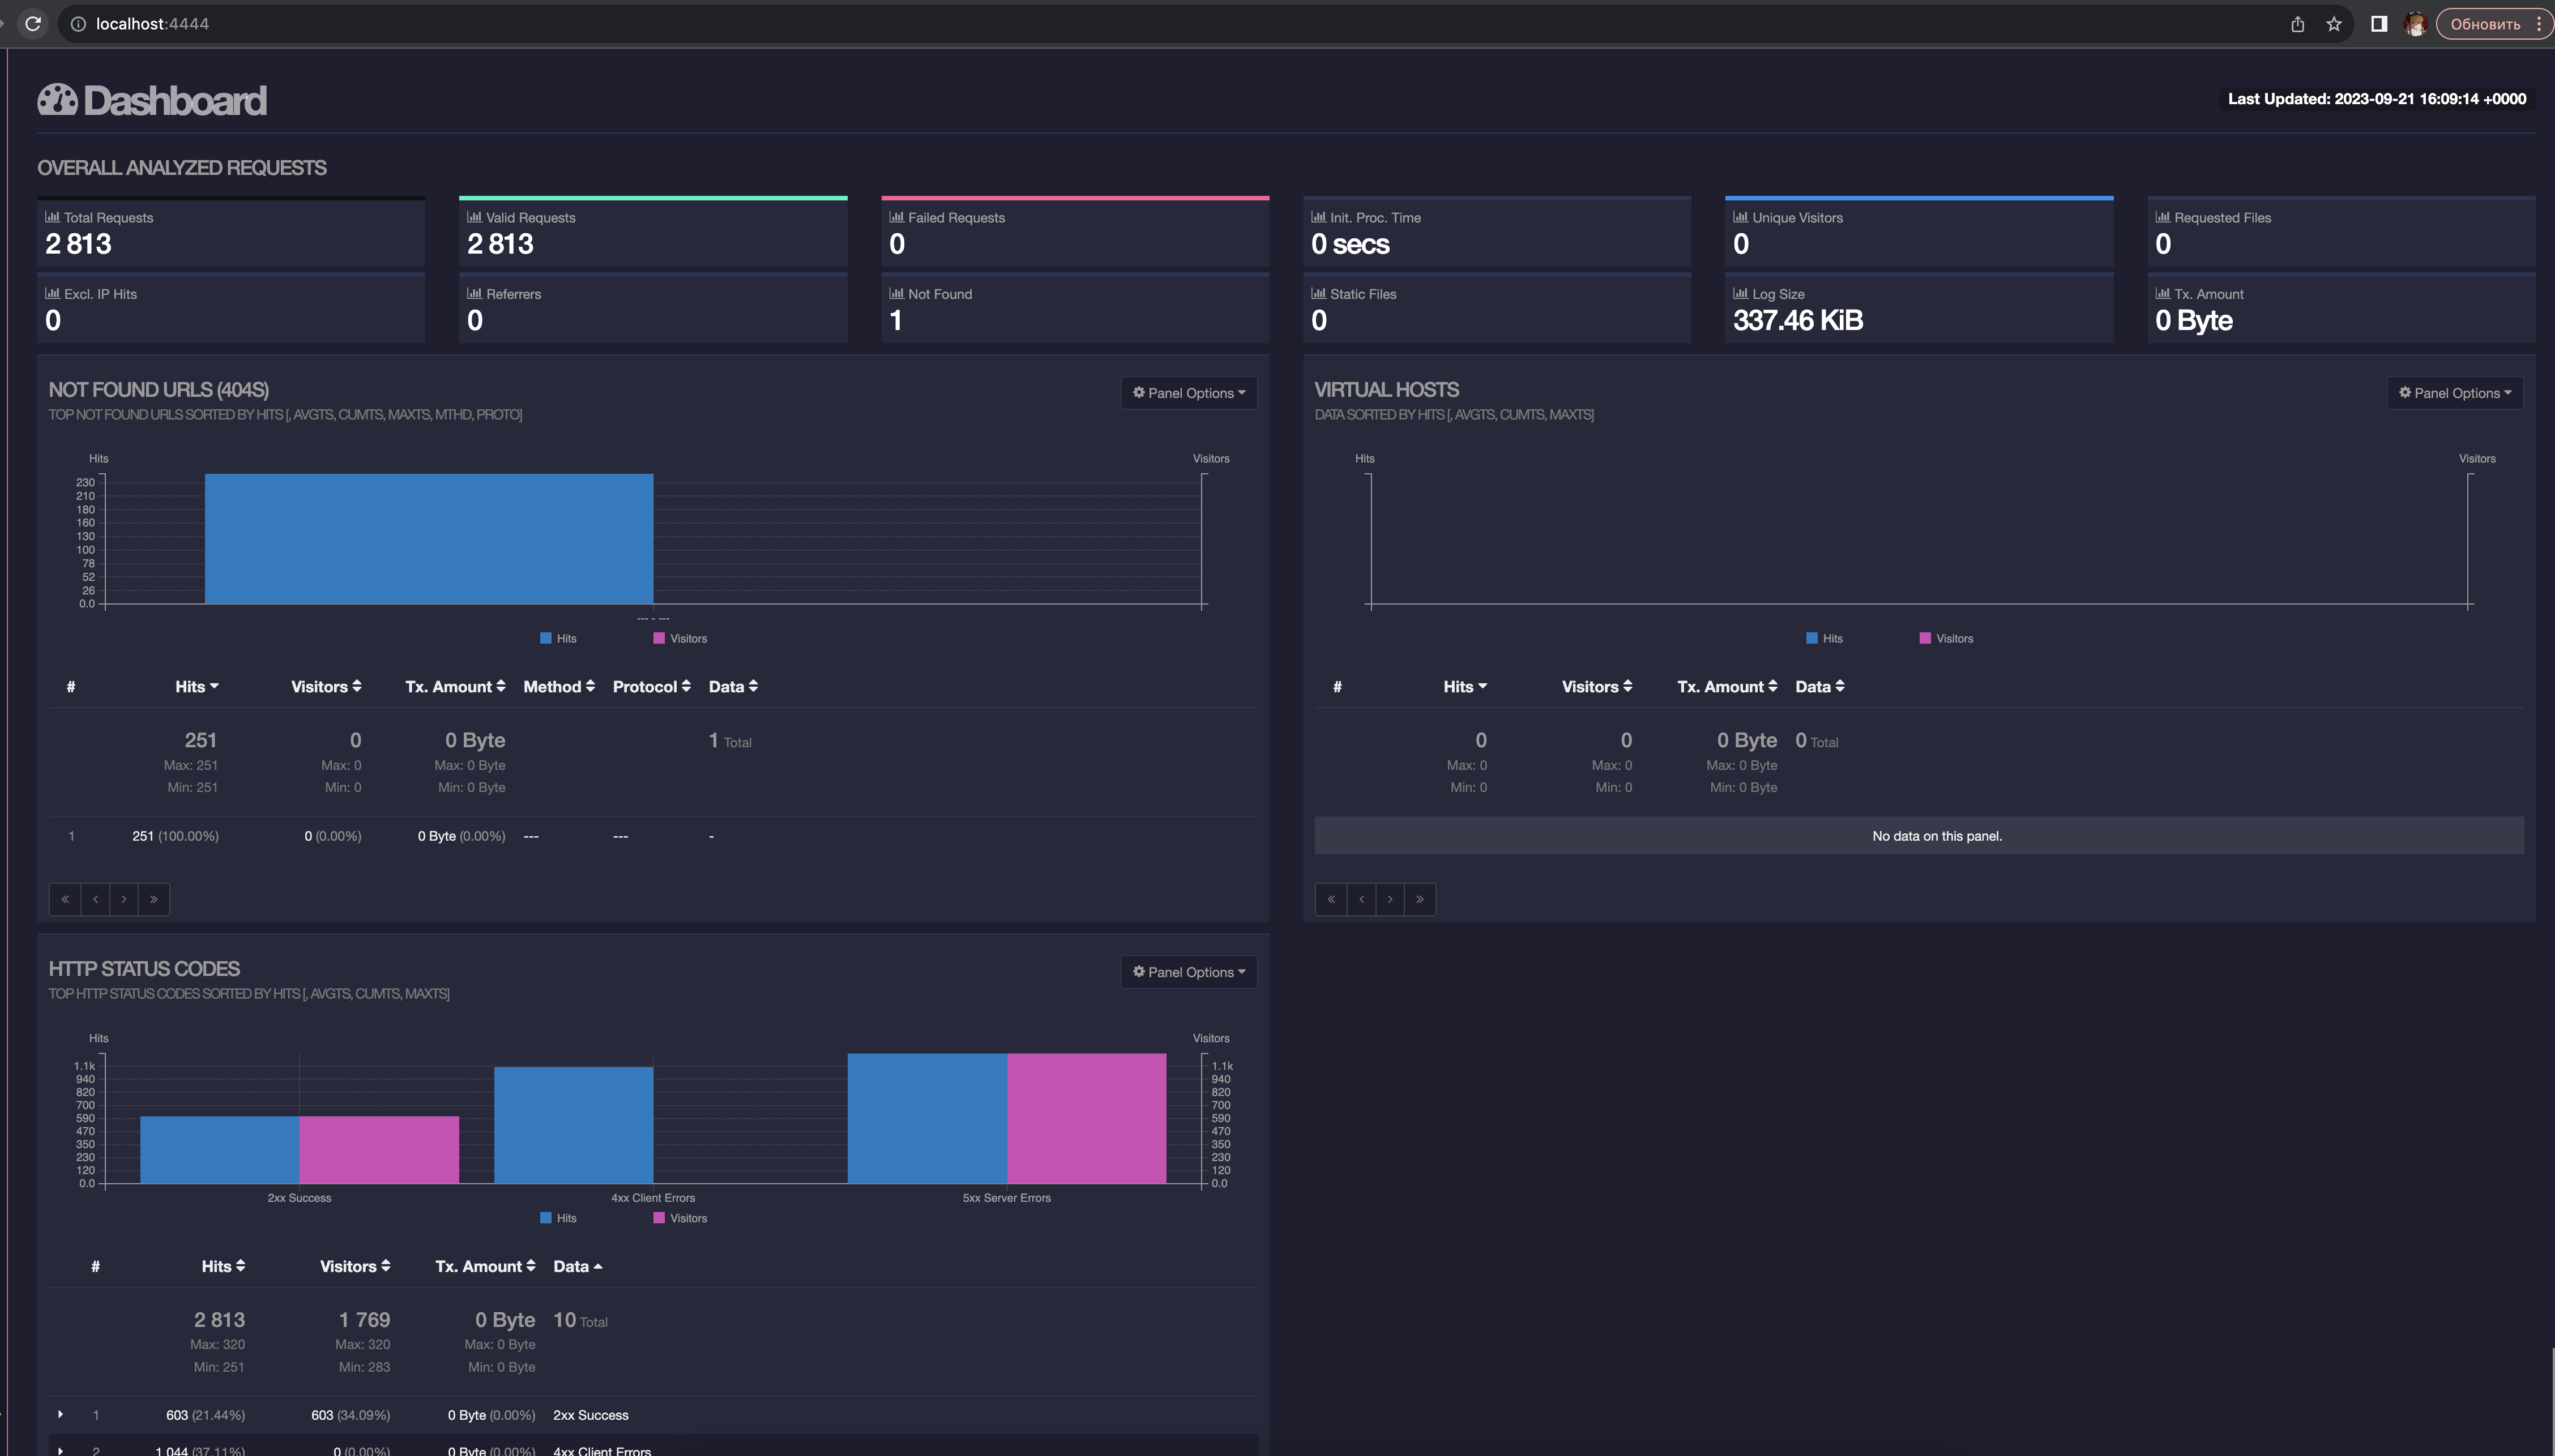 localhost:4444
Обновить
Dashboard
Last Updated: 2023-09-21 16:09:14 +0000
OVERALL ANALYZED REQUESTS
Total Requests
2 813
Valid Requests
2 813
Failed Requests
0
Init. Proc. Time
0 secs
Unique Visitors
0
Requested Files
0
Excl. IP Hits
0
Referrers
0
Not Found
1
Static Files
0
Log Size
337.46 KiB
Tx. Amount
0 Byte
NOT FOUND URLS (404S)
Panel Options
TOP NOT FOUND URLS SORTED BY HITS [, AVGTS, CUMTS, MAXTS, MTHD, PROTO]
Hits
Visitors
230
210
180
160
130
100
78
52
26
0.0
--- - ---
Hits Visitors
# Hits Visitors Tx. Amount Method Protocol Data
251 0 0 Byte 1 Total
Max: 251 Max: 0 Max: 0 Byte
Min: 251 Min: 0 Min: 0 Byte
1 251 (100.00%) 0 (0.00%) 0 Byte (0.00%) --- --- -
« ‹ › »
VIRTUAL HOSTS
Panel Options
DATA SORTED BY HITS [, AVGTS, CUMTS, MAXTS]
Hits
Visitors
Hits Visitors
# Hits Visitors Tx. Amount Data
0 0 0 Byte 0 Total
Max: 0 Max: 0 Max: 0 Byte
Min: 0 Min: 0 Min: 0 Byte
No data on this panel.
« ‹ › »
HTTP STATUS CODES
Panel Options
TOP HTTP STATUS CODES SORTED BY HITS [, AVGTS, CUMTS, MAXTS]
Hits
Visitors
1.1k 1.1k
940 940
820 820
700 700
590 590
470 470
350 350
230 230
120 120
0.0 0.0
2xx Success 4xx Client Errors 5xx Server Errors
Hits Visitors
# Hits Visitors Tx. Amount Data
2 813 1 769 0 Byte 10 Total
Max: 320 Max: 320 Max: 0 Byte
Min: 251 Min: 283 Min: 0 Byte
1 603 (21.44%) 603 (34.09%) 0 Byte (0.00%) 2xx Success
2 1 044 (37.11%) 0 (0.00%) 0 Byte (0.00%) 4xx Client Errors